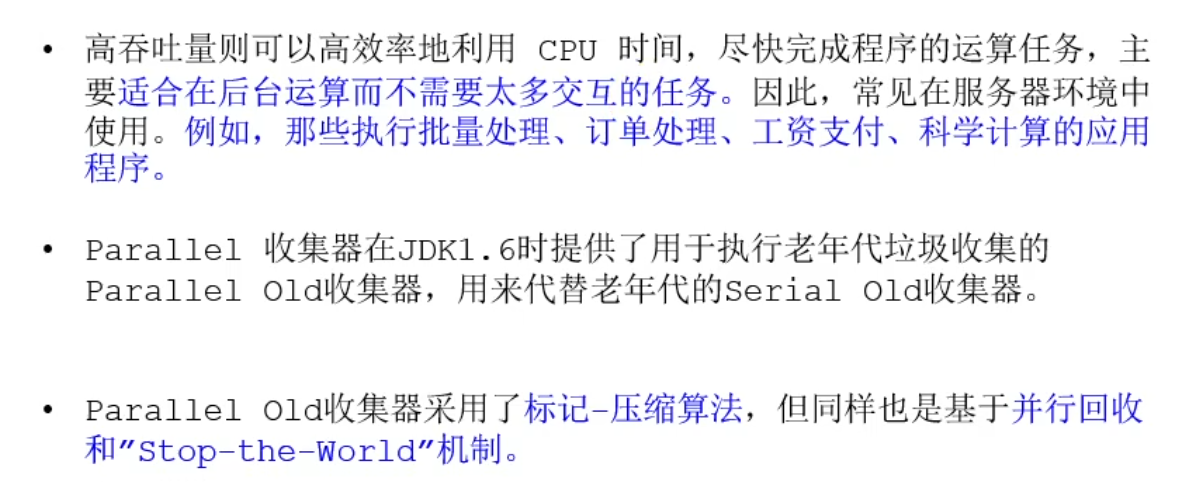 • 高吞吐量则可以高效率地利用 CPU 时间，尽快完成程序的运算任务，主
要适合在后台运算而不需要太多交互的任务。因此，常见在服务器环境中
使用。例如，那些执行批量处理、订单处理、工资支付、科学计算的应用
程序。
• Parallel 收集器在JDK1.6时提供了用于执行老年代垃圾收集的
Parallel Old收集器，用来代替老年代的Serial Old收集器。
• Parallel Old收集器采用了标记-压缩算法，但同样也是基于并行回收
和”Stop-the-World”机制。